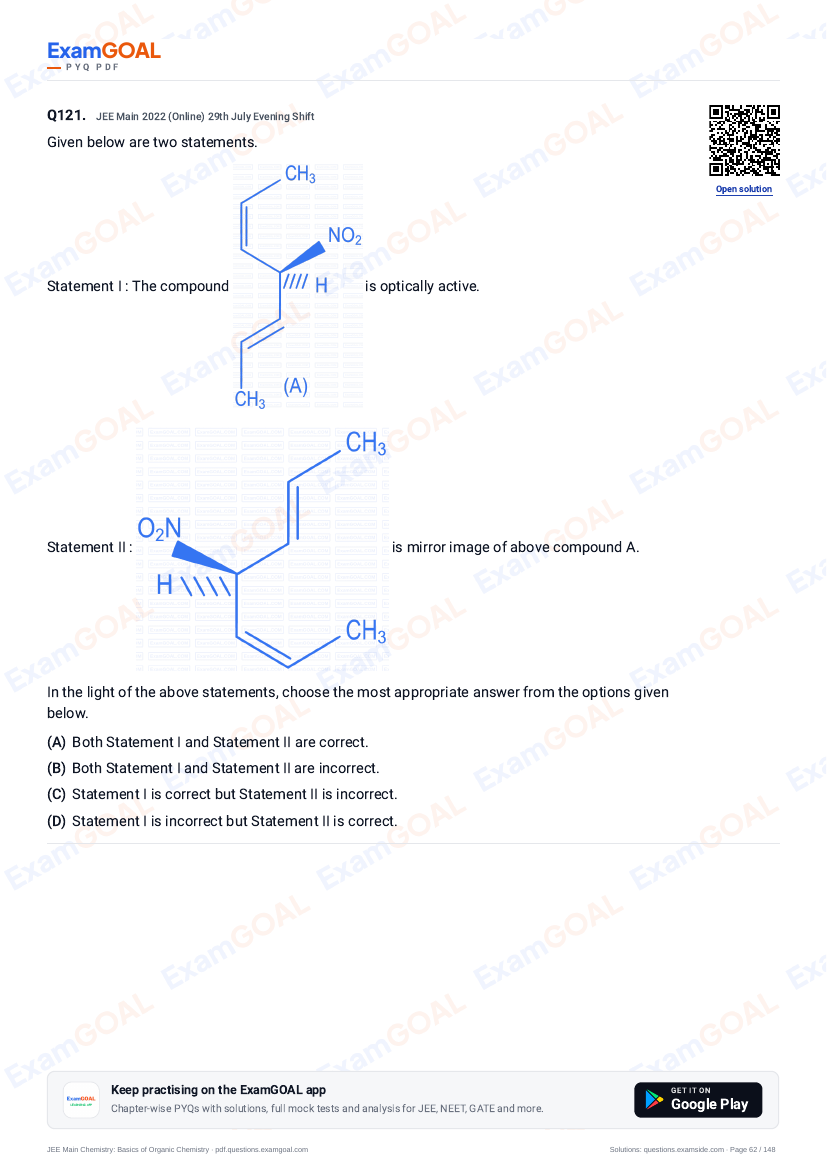 ExamGOAL
PYQ PDF
Q121. JEE Main 2022 (Online) 29th July Evening Shift
Given below are two statements.
Open solution
CH3
NO2
Statement I : The compound H is optically active.
(A)
CH3
CH3
O2N
Statement II : is mirror image of above compound A.
H
CH3
In the light of the above statements, choose the most appropriate answer from the options given
below.
(A) Both Statement I and Statement II are correct.
(B) Both Statement I and Statement II are incorrect.
(C) Statement I is correct but Statement II is incorrect.
(D) Statement I is incorrect but Statement II is correct.
ExamGOAL
Keep practising on the ExamGOAL app
Chapter-wise PYQs with solutions, full mock tests and analysis for JEE, NEET, GATE and more.
GET IT ON
Google Play
JEE Main Chemistry: Basics of Organic Chemistry · pdf.questions.examgoal.com
Solutions: questions.examside.com · Page 62 / 148